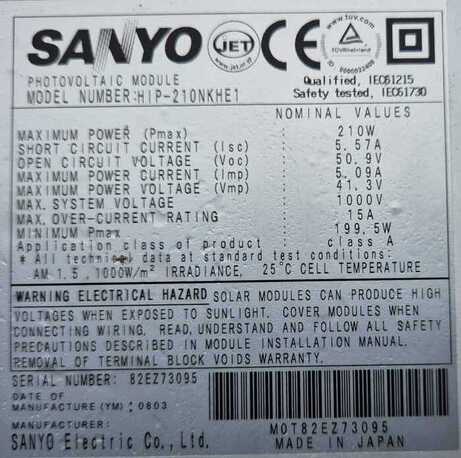 SANYO JET CE
www.jet.or.jp
www.tuv.com
TÜVRheinland
ID: 0000022409
Qualified, IEC61215
Safety tested, IEC61730
PHOTOVOLTAIC MODULE
MODEL NUMBER:HIP-210NKHE1
NOMINAL VALUES
MAXIMUM POWER (Pmax) : 210W
SHORT CIRCUIT CURRENT (Isc) : 5.57A
OPEN CIRCUIT VOLTAGE (Voc) : 50.9V
MAXIMUM POWER CURRENT (Imp) : 5.09A
MAXIMUM POWER VOLTAGE (Vmp) : 41.3V
MAX. SYSTEM VOLTAGE : 1000V
MAX. OVER-CURRENT RATING : 15A
MINIMUM Pmax : 199.5W
Application class of product : class A
* All technical data at standard test conditions:
AM 1.5, 1000W/m² IRRADIANCE, 25°C CELL TEMPERATURE
WARNING ELECTRICAL HAZARD SOLAR MODULES CAN PRODUCE HIGH
VOLTAGES WHEN EXPOSED TO SUNLIGHT. COVER MODULES WHEN
CONNECTING WIRING. READ, UNDERSTAND AND FOLLOW ALL SAFETY
PRECAUTIONS DESCRIBED IN MODULE INSTALLATION MANUAL.
REMOVAL OF TERMINAL BLOCK VOIDS WARRANTY.
SERIAL NUMBER: 82EZ73095
DATE OF
MANUFACTURE (YM): 0803
MOT82EZ73095
SANYO Electric Co., Ltd. MADE IN JAPAN